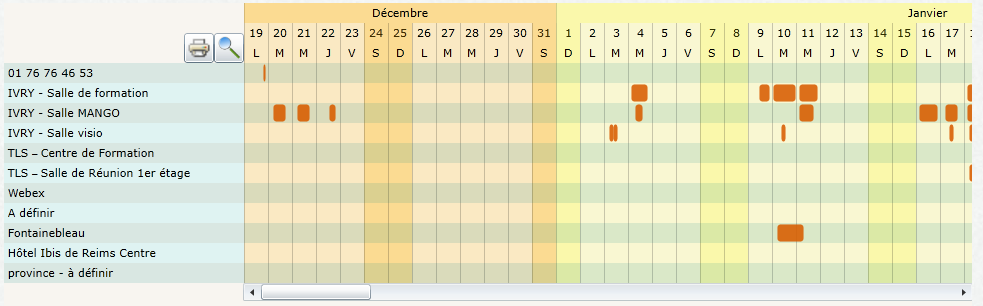 Décembre Janvier
19 20 21 22 23 24 25 26 27 28 29 30 31 1 2 3 4 5 6 7 8 9 10 11 12 13 14 15 16 17
L M M J V S D L M M J V S D L M M J V S D L M M J V S D L M
01 76 76 46 53
IVRY - Salle de formation
IVRY - Salle MANGO
IVRY - Salle visio
TLS – Centre de Formation
TLS – Salle de Réunion 1er étage
Webex
A définir
Fontainebleau
Hôtel Ibis de Reims Centre
province - à définir